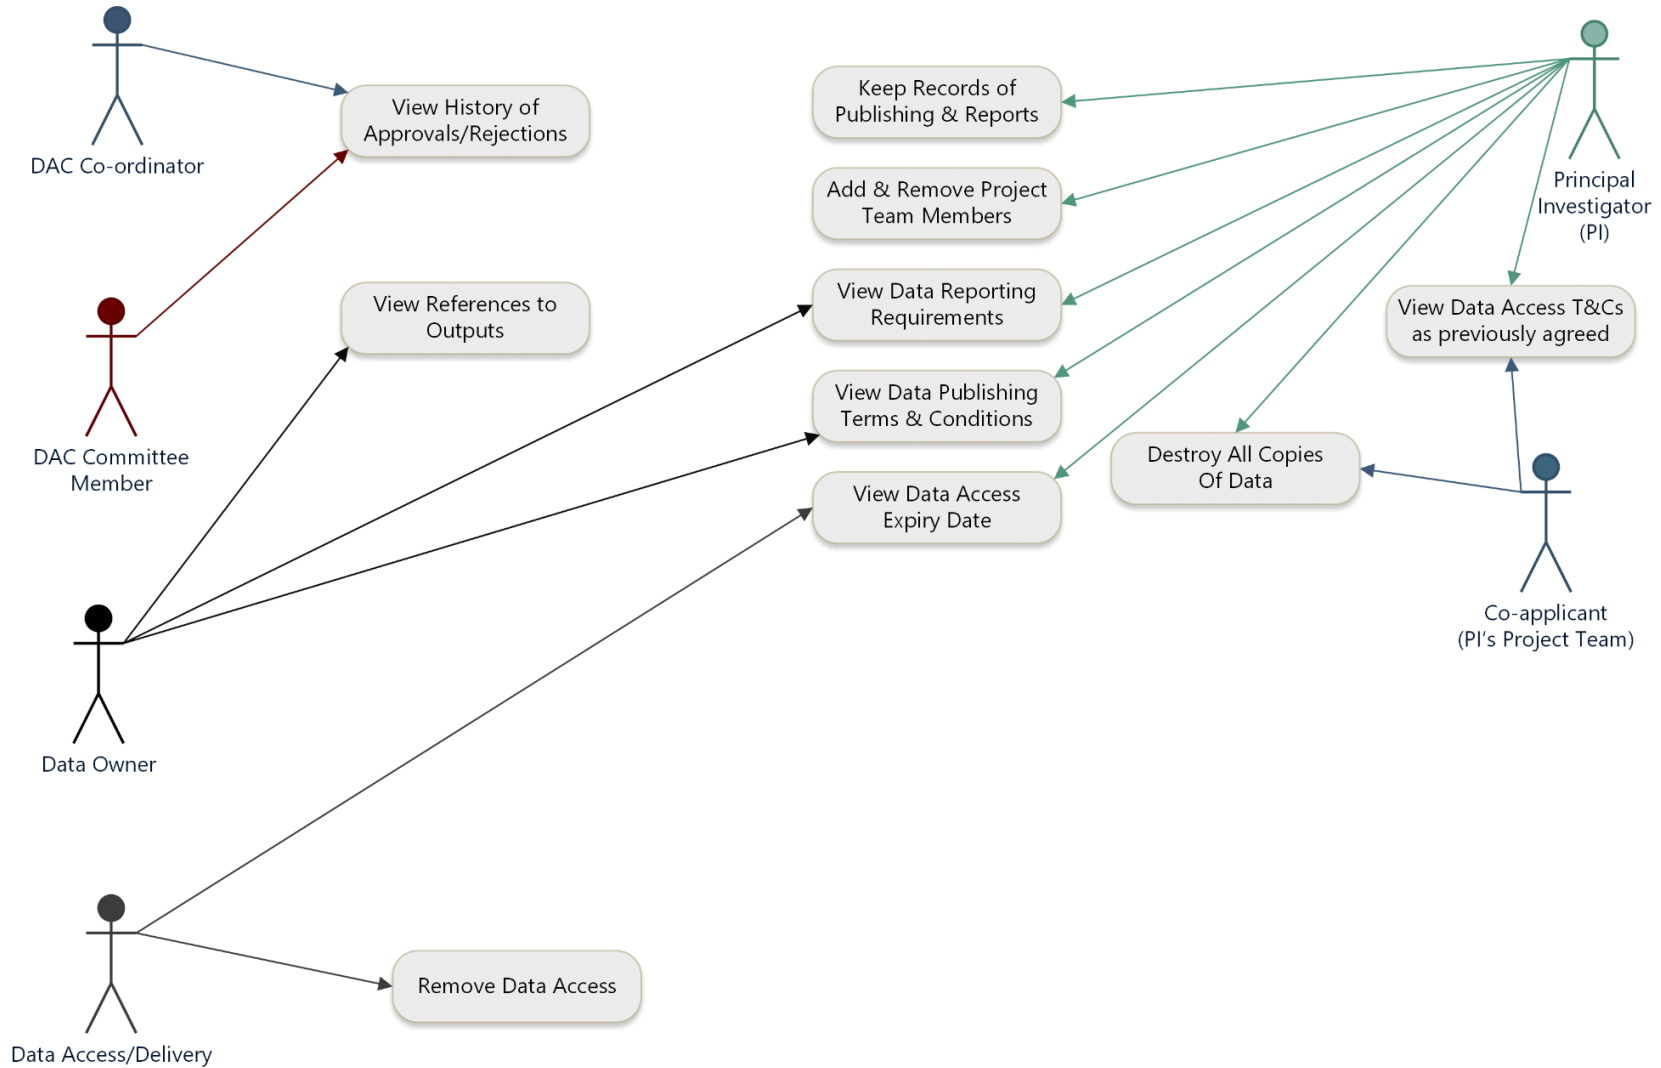 DAC Co-ordinator
View History of
Approvals/Rejections
DAC Committee
Member
View References to
Outputs
Data Owner
Data Access/Delivery
Remove Data Access
Keep Records of
Publishing & Reports
Add & Remove Project
Team Members
View Data Reporting
Requirements
View Data Publishing
Terms & Conditions
View Data Access
Expiry Date
Destroy All Copies
Of Data
Principal
Investigator
(PI)
View Data Access T&Cs
as previously agreed
Co-applicant
(PI's Project Team)